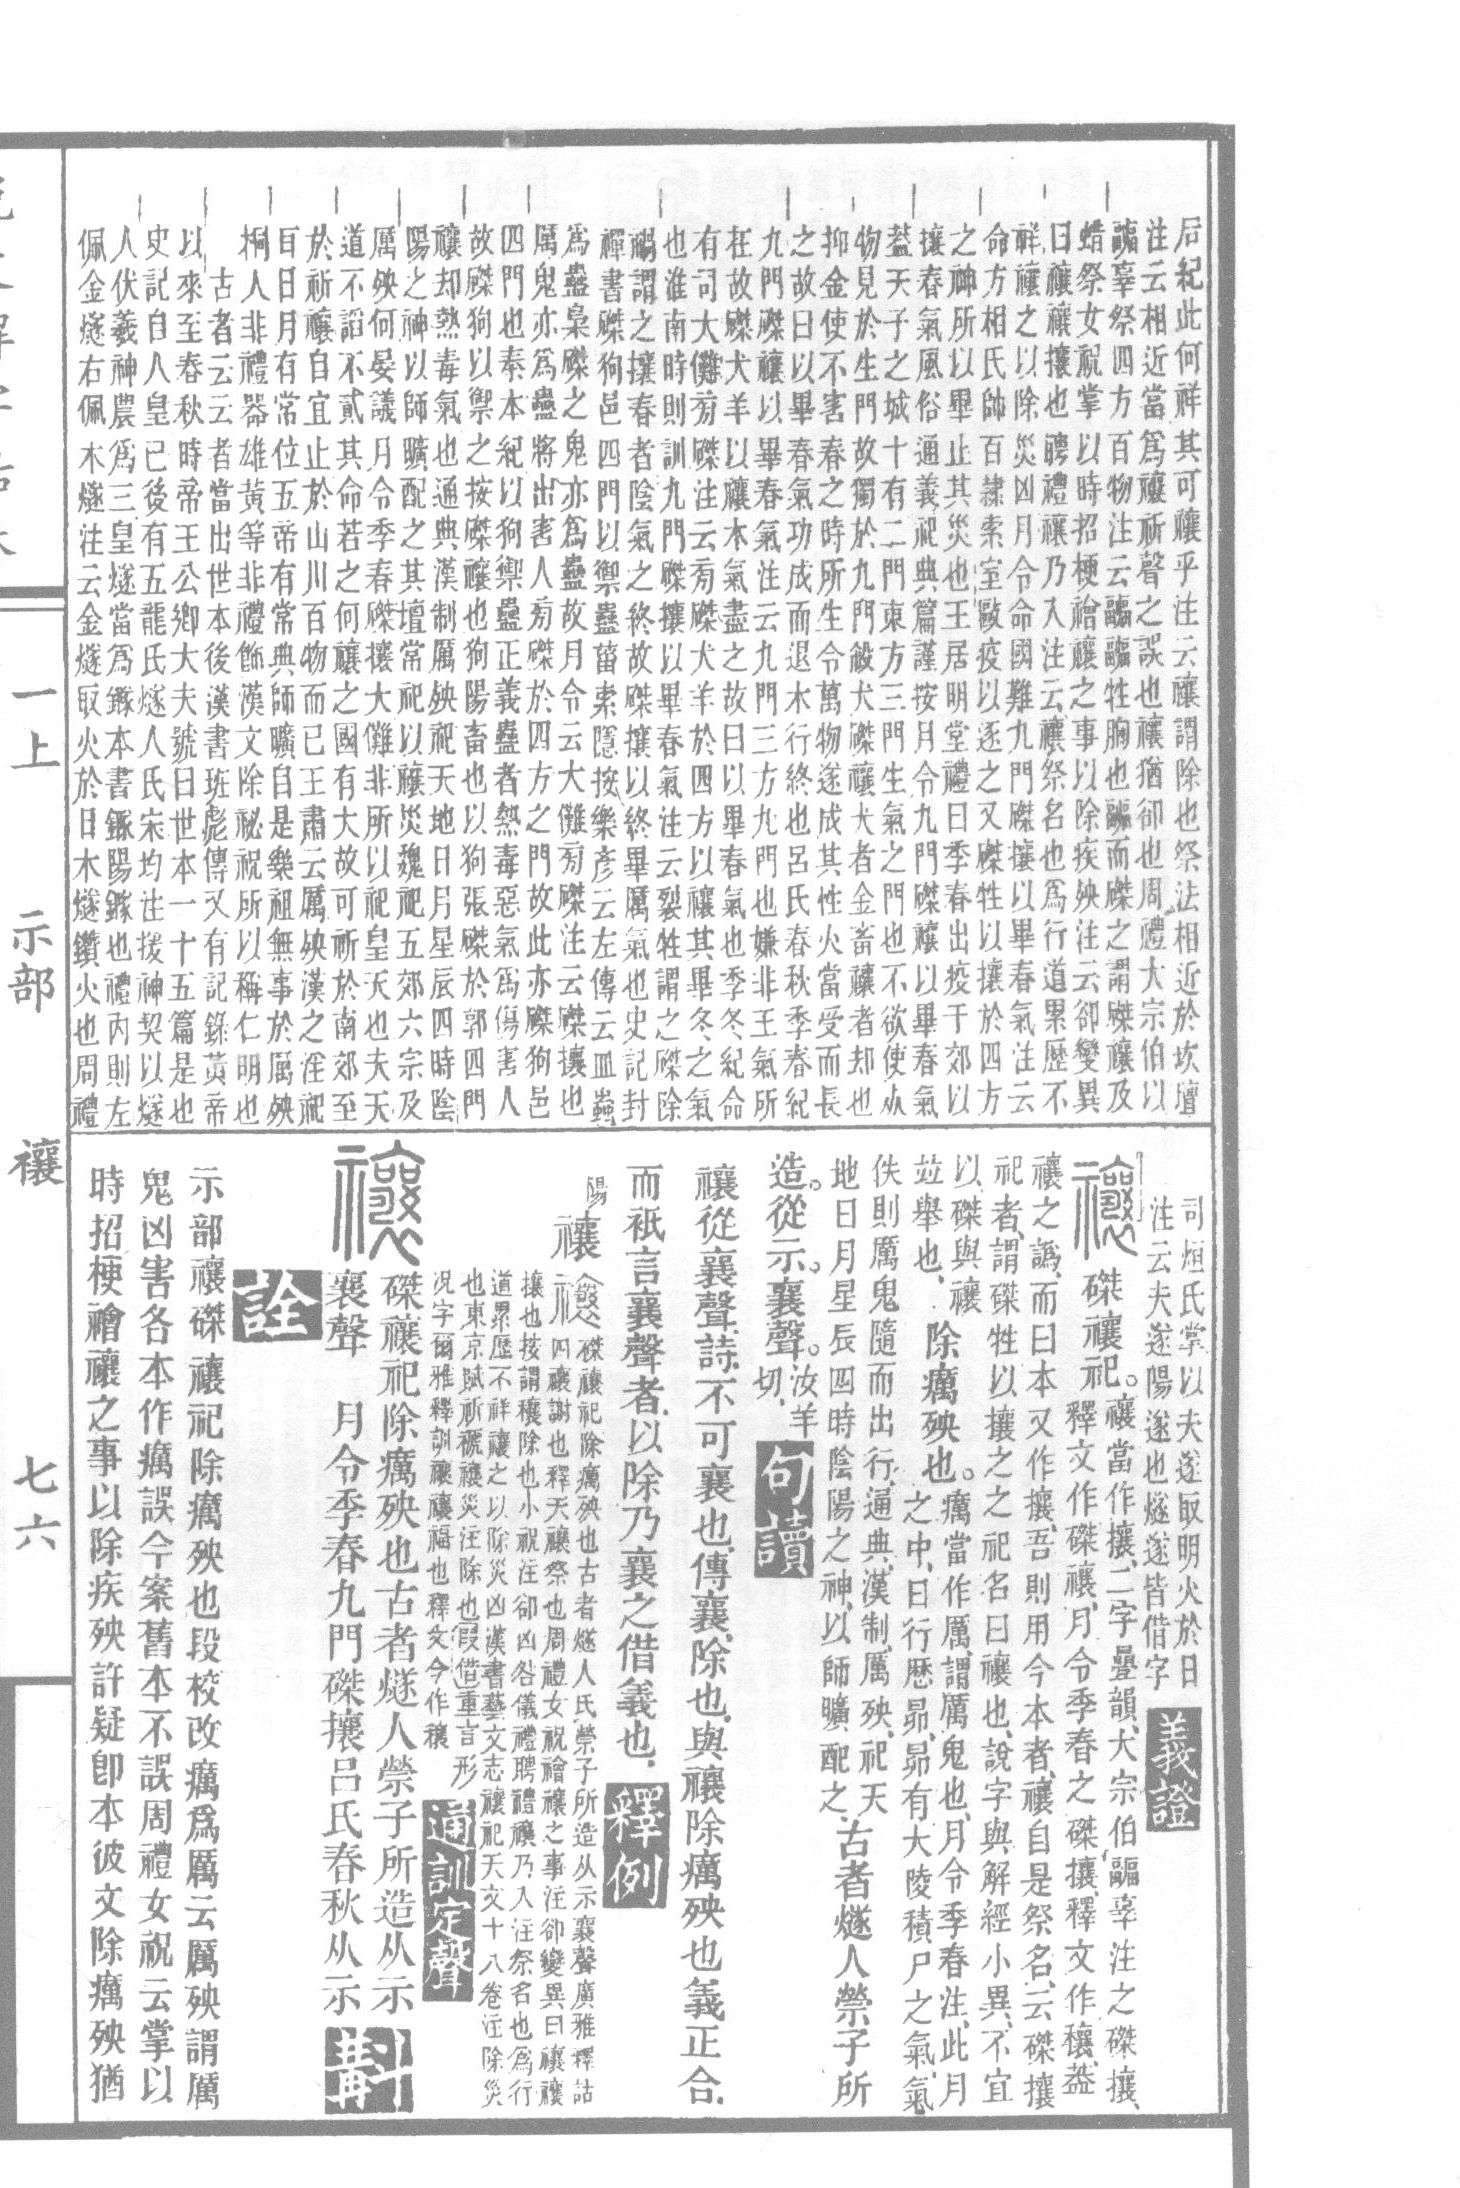 后紀此何祥其可禳乎注云禳謂除也祭法相近於坎壇
注云相近當爲禳祈聲之誤也禳猶卻也周禮大宗伯以
疈辜祭四方百物注云疈疈牲胸也疈而磔之謂磔禳及
蜡祭女祝掌以時招梗禬禳之事以除疾殃注云卻變異
曰禳禳攘也聘禮禳乃入注云禳祭名也爲行道累歷不
祥禳之以除災凶月令命國難九門磔攘以畢春氣注云
命方相氏帥百隸索室敺疫以逐之又磔牲以攘於四方
之神所以畢止其災也王居明堂禮曰季春出疫于郊以
攘春氣風俗通義祀典篇謹按月令九門磔禳以畢春氣
蓋天子之城十有二門東方三門生氣之門也不欲使死
物見於生門故獨於九門殺犬磔禳犬者金畜禳者却也
抑金使不害春之時所生令萬物遂成其性火當受而長
之故曰以畢春氣功成而退木行終也呂氏春秋季春紀
九門磔禳以畢春氣注云九門三方九門也嫌非王氣所
在故磔犬羊以禳木氣盡之故曰以畢春氣也季冬紀命
有司大儺旁磔注云旁磔犬羊於四方以禳其畢冬之氣
也淮南時則訓九門磔攘以畢春氣注云裂牲謂之磔除
禍謂之攘春者陰氣之終故磔攘以終畢厲氣也史記封
禪書磔狗邑四門以禦蠱菑索隱按樂彥云左傳云皿蟲
爲蠱梟磔之鬼亦爲蠱故月令云大儺旁磔注云磔攘也
厲鬼亦爲蠱將出害人旁磔於四方之門故此亦磔狗邑
四門也秦本紀以狗禦蠱正義蠱者熱毒惡氣爲傷害人
故磔狗以禦之按磔禳也狗陽畜也以狗張磔於郭四門
禳却熱毒氣也通典漢制厲殃祀天地日月星辰四時陰
陽之神以師曠配之其壇常祀以禳災魏祀五郊六宗及
厲殃何晏議月令季春磔攘大儺非所以祀皇天也夫天
道不謟不貳其命若之何禳之國有大故可祈於南郊至
於祈禳自宜止於山川百物而已王肅云厲殃漢之淫祀
日日月有常位五帝有常典師曠自是樂祖無事於厲殃
桐人非禮器雄黃等非禮飾漢文除祕祝所以稱仁明也
古者云云者當出世本後漢書班彪傳又有記錄黃帝
以來至春秋時帝王公卿大夫號曰世本一十五篇是也
史記自人皇已後有五龍氏燧人氏宋均注援神契以燧
人伏羲神農爲三皇燧當爲鐆本書鐆陽鐆也禮内則左
佩金燧右佩木燧注云金燧取火於日木燧鑽火也周禮
司烜氏掌以夫遂取明火於日
注云夫遂陽遂也燧遂皆借字
義證
磔禳祀。禳當作攘、二字疊韻、大宗伯疈辜注之磔攘、
釋文作磔禳、月令季春之磔攘、釋文作穰、蓋
禳之譌、而曰本又作攘、吾則用今本者、禳自是祭名、云磔攘
祀者、謂磔牲以攘之之祀名曰禳也、說字與解經小異、不宜
以磔與禳
竝舉也、除癘殃也。癘當作厲、謂厲鬼也、月令季春注、此月
之中、日行歷昴、昴有大陵積尸之氣、氣
佚則厲鬼隨而出行、通典、漢制、厲殃、祀天
地日月星辰四時陰陽之神、以師曠配之、古者燧人禜子所
造。從示。襄聲。汝羊
切、
句讀
禳從襄聲、詩、不可襄也、傳襄、除也、與禳除癘殃也義正合、
而衹言襄聲者、以除乃襄之借義也、
釋例
陽
禳
磔禳祀除癘殃也古者燧人氏禜子所造从示襄聲廣雅釋詁
四禳謝也釋天禳祭也周禮女祝禬禳之事注卻變異曰禳禳
攘也按謂穰除也小祝注卻凶咎儀禮聘禮禳乃入注祭名也爲行
道累歷不祥禳之以除災凶漢書藝文志禳祀天文十八卷注除災
也東京賦祈褫禳災注除也叚借重言形
況字爾雅釋訓禳禳福也釋文今作穰
通訓定聲
磔禳祀除癘殃也古者燧人禜子所造从示
襄聲 月令季春九門磔攘呂氏春秋从示
斠
詮
示部禳磔禳祀除癘殃也段校改癘爲厲云厲殃謂厲
鬼凶害各本作癘誤今案舊本不誤周禮女祝云掌以
時招梗禬禳之事以除疾殃許疑卽本彼文除癘殃猶
一上 示部 禳 七六